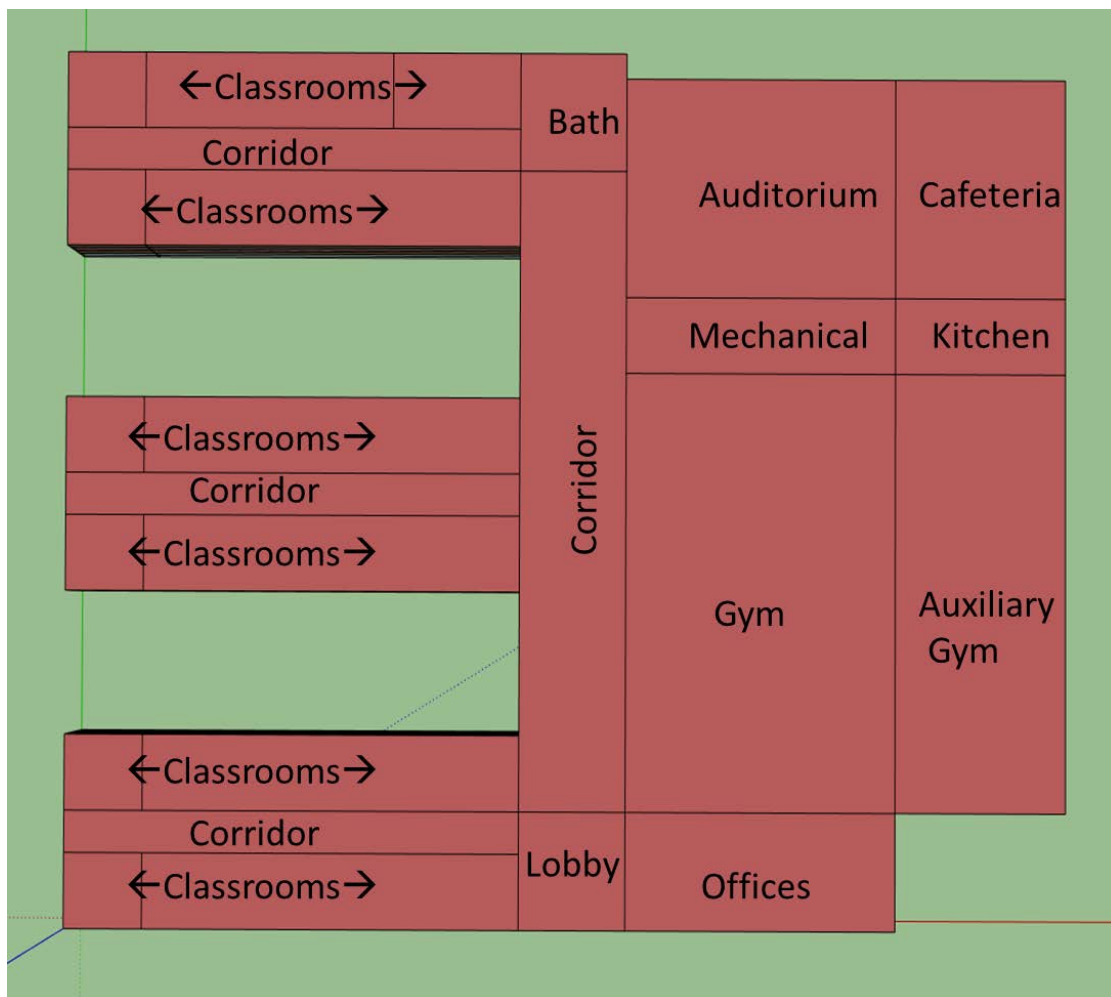 ←Classrooms→
Bath
Corridor
Auditorium
Cafeteria
←Classrooms→
Mechanical
Kitchen
←Classrooms→
Corridor
Corridor
←Classrooms→
Gym
Auxiliary
Gym
←Classrooms→
Corridor
Lobby
Offices
←Classrooms→